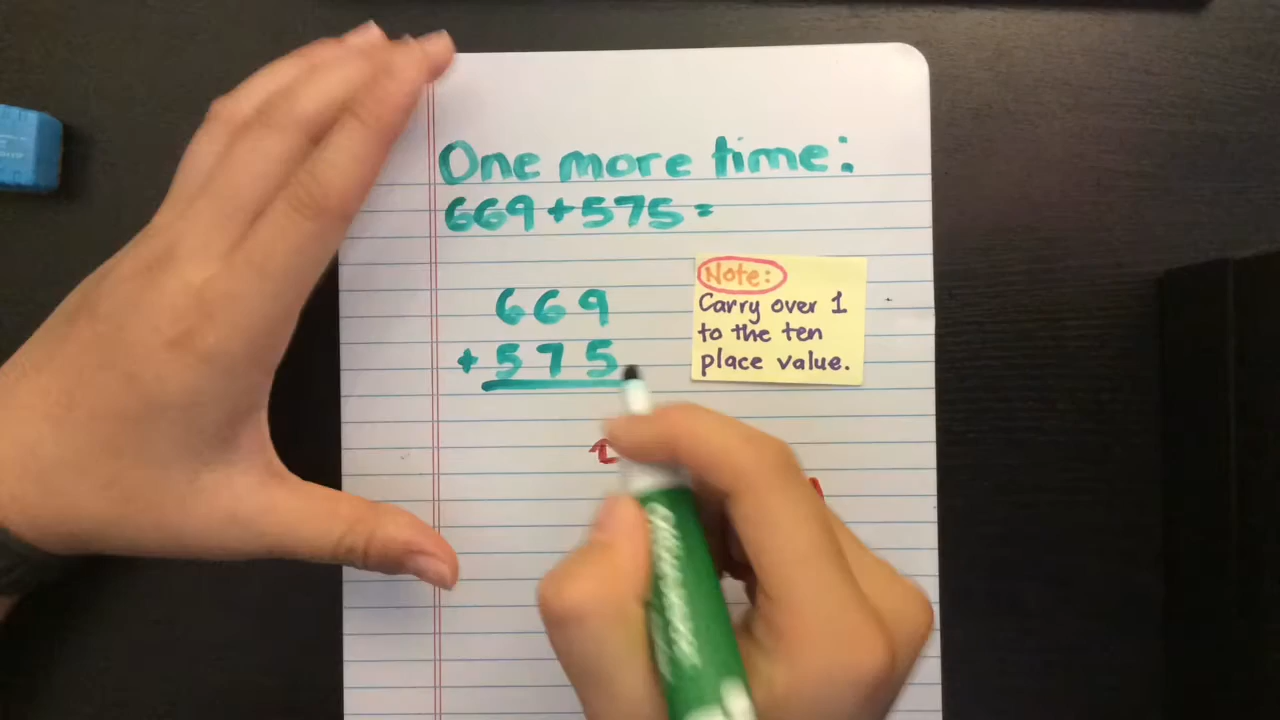 One more time:
669+575=
669
+575
Note:
Carry over 1
to the ten
place value.